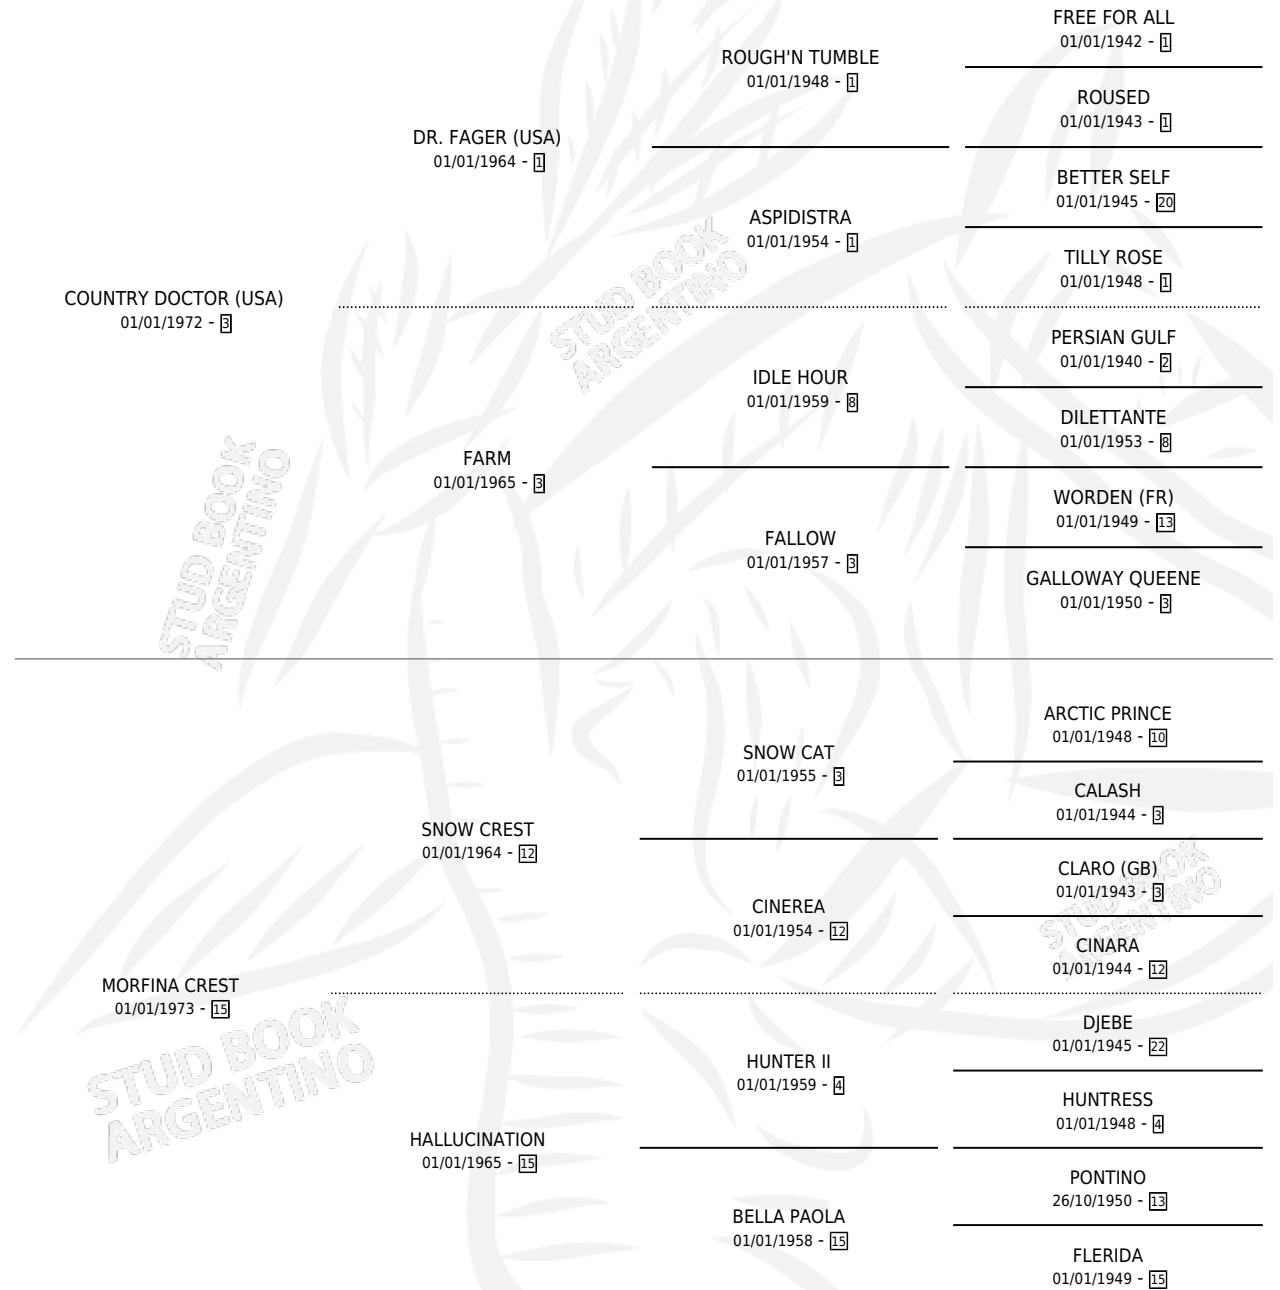 FREE FOR ALL
01/01/1942 - 1
ROUGH'N TUMBLE
01/01/1948 - 1
ROUSED
01/01/1943 - 1
DR. FAGER (USA)
01/01/1964 - 1
BETTER SELF
01/01/1945 - 20
ASPIDISTRA
01/01/1954 - 1
TILLY ROSE
01/01/1948 - 1
COUNTRY DOCTOR (USA)
01/01/1972 - 3
PERSIAN GULF
01/01/1940 - 2
IDLE HOUR
01/01/1959 - 8
DILETTANTE
01/01/1953 - 8
FARM
01/01/1965 - 3
WORDEN (FR)
01/01/1949 - 13
FALLOW
01/01/1957 - 3
GALLOWAY QUEENE
01/01/1950 - 3
ARCTIC PRINCE
01/01/1948 - 10
SNOW CAT
01/01/1955 - 3
CALASH
01/01/1944 - 3
SNOW CREST
01/01/1964 - 12
CLARO (GB)
01/01/1943 - 3
CINEREA
01/01/1954 - 12
CINARA
01/01/1944 - 12
MORFINA CREST
01/01/1973 - 15
DJEBE
01/01/1945 - 22
HUNTER II
01/01/1959 - 4
HUNTRESS
01/01/1948 - 4
HALLUCINATION
01/01/1965 - 15
PONTINO
26/10/1950 - 13
BELLA PAOLA
01/01/1958 - 15
FLERIDA
01/01/1949 - 15
STUD BOOK
ARGENTINO
STUD BOOK
ARGENTINO
STUD BOOK
ARGENTINO
STUD BOOK
ARGENTINO